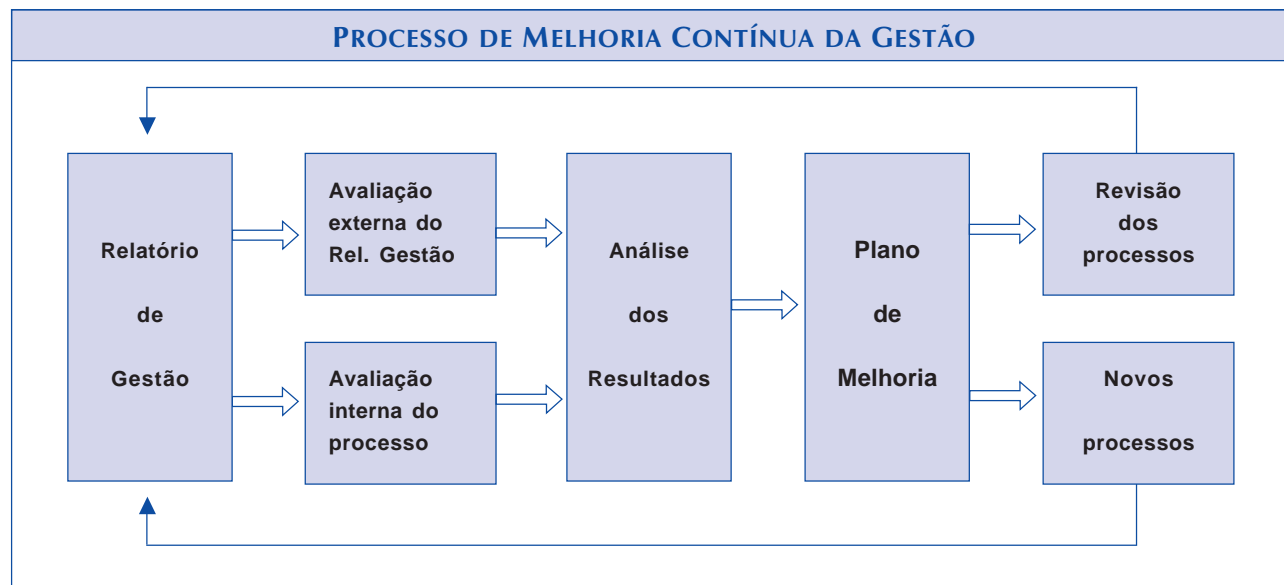 PROCESSO DE MELHORIA CONTÍNUA DA GESTÃO
Relatório
de
Gestão
Avaliação
externa do
Rel. Gestão
Avaliação
interna do
processo
Análise
dos
Resultados
Plano
de
Melhoria
Revisão
dos
processos
Novos
processos